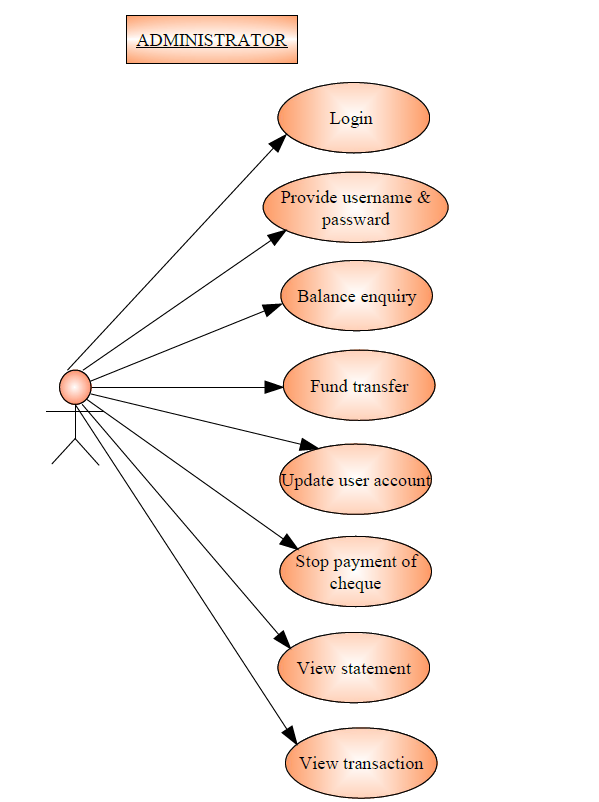 ADMINISTRATOR
Login
Provide username &
passward
Balance enquiry
Fund transfer
Update user account
Stop payment of
cheque
View statement
View transaction